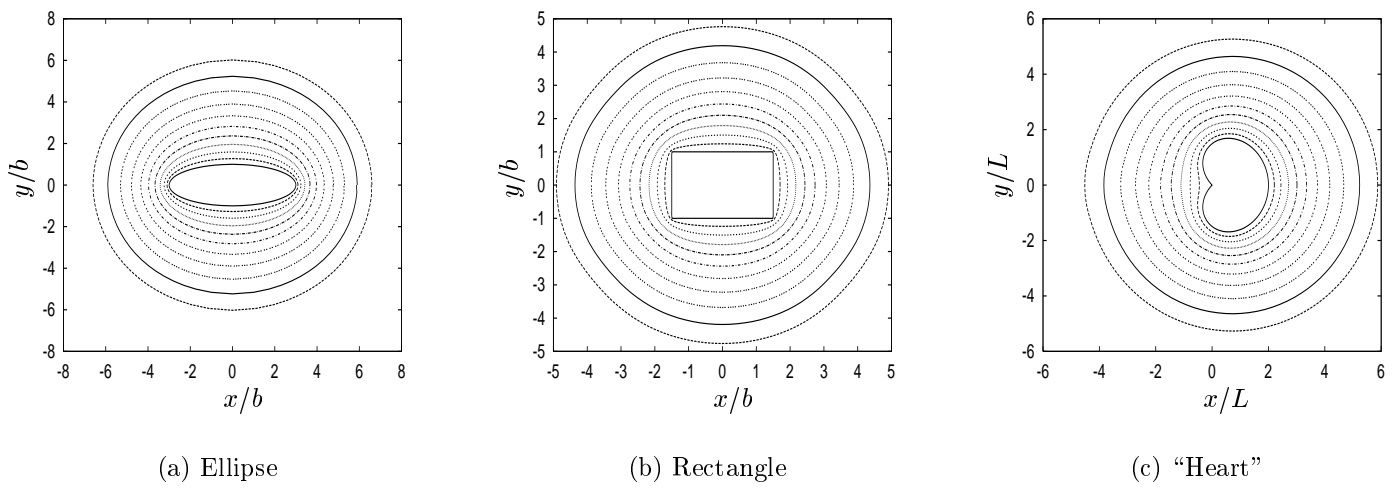 8
6
4
2
0
-2
-4
-6
-8
y/b
-8 -6 -4 -2 0 2 4 6 8
x/b
(a) Ellipse
5
4
3
2
1
0
-1
-2
-3
-4
-5
y/b
-5 -4 -3 -2 -1 0 1 2 3 4 5
x/b
(b) Rectangle
6
4
2
0
-2
-4
-6
y/L
-6 -4 -2 0 2 4 6
x/L
(c) “Heart”